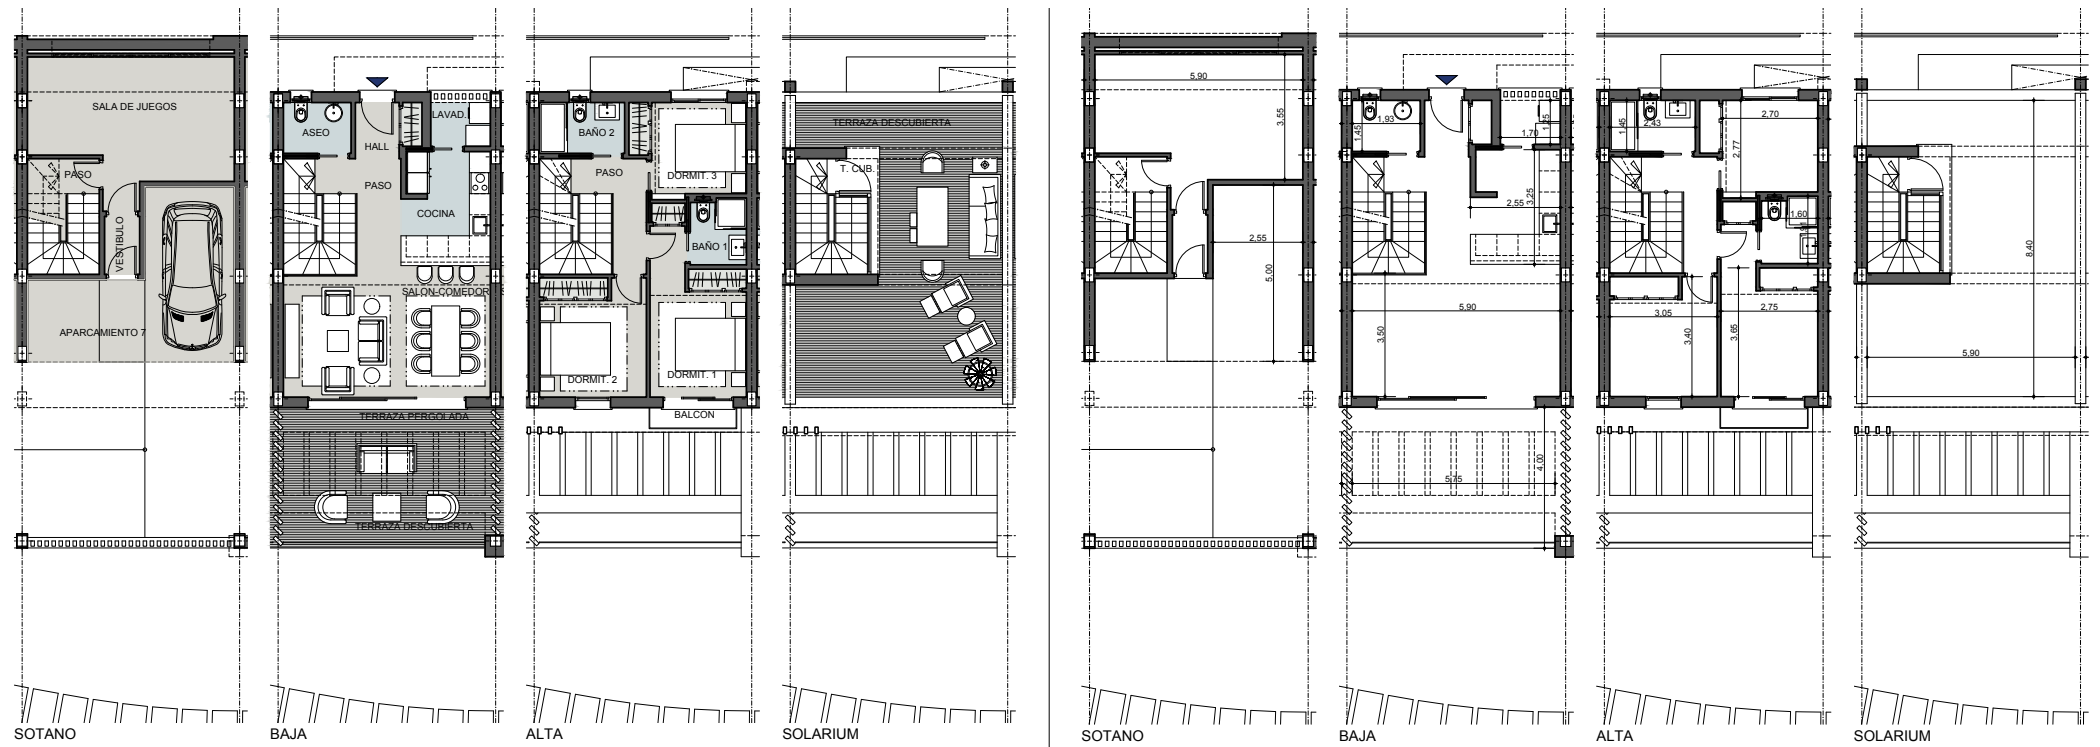 SALA DE JUEGOS
PASO
VESTIBULO
APARCAMIENTO 7
SOTANO
ASEO
LAVAD.
HALL
PASO
COCINA
SALON-COMEDOR
TERRAZA PERGOLADA
TERRAZA DESCUBIERTA
BAJA
BAÑO 2
PASO
DORMIT. 3
BAÑO 1
DORMIT. 2
DORMIT. 1
BALCON
ALTA
TERRAZA DESCUBIERTA
T. CUB.
SOLARIUM
5,90
3,55
2,55
5,00
SOTANO
1,93
1,45
1,25
1,70
3,25
2,55
5,90
3,50
4,00
5,75
BAJA
1,45
2,43
2,70
2,77
1,60
3,05
2,75
3,40
3,65
ALTA
8,40
5,90
SOLARIUM